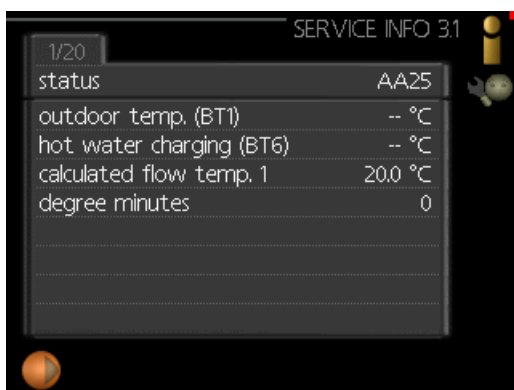 SERVICE INFO 3.1
1/20
status AA25
outdoor temp. (BT1) -- °C
hot water charging (BT6) -- °C
calculated flow temp. 1 20.0 °C
degree minutes 0